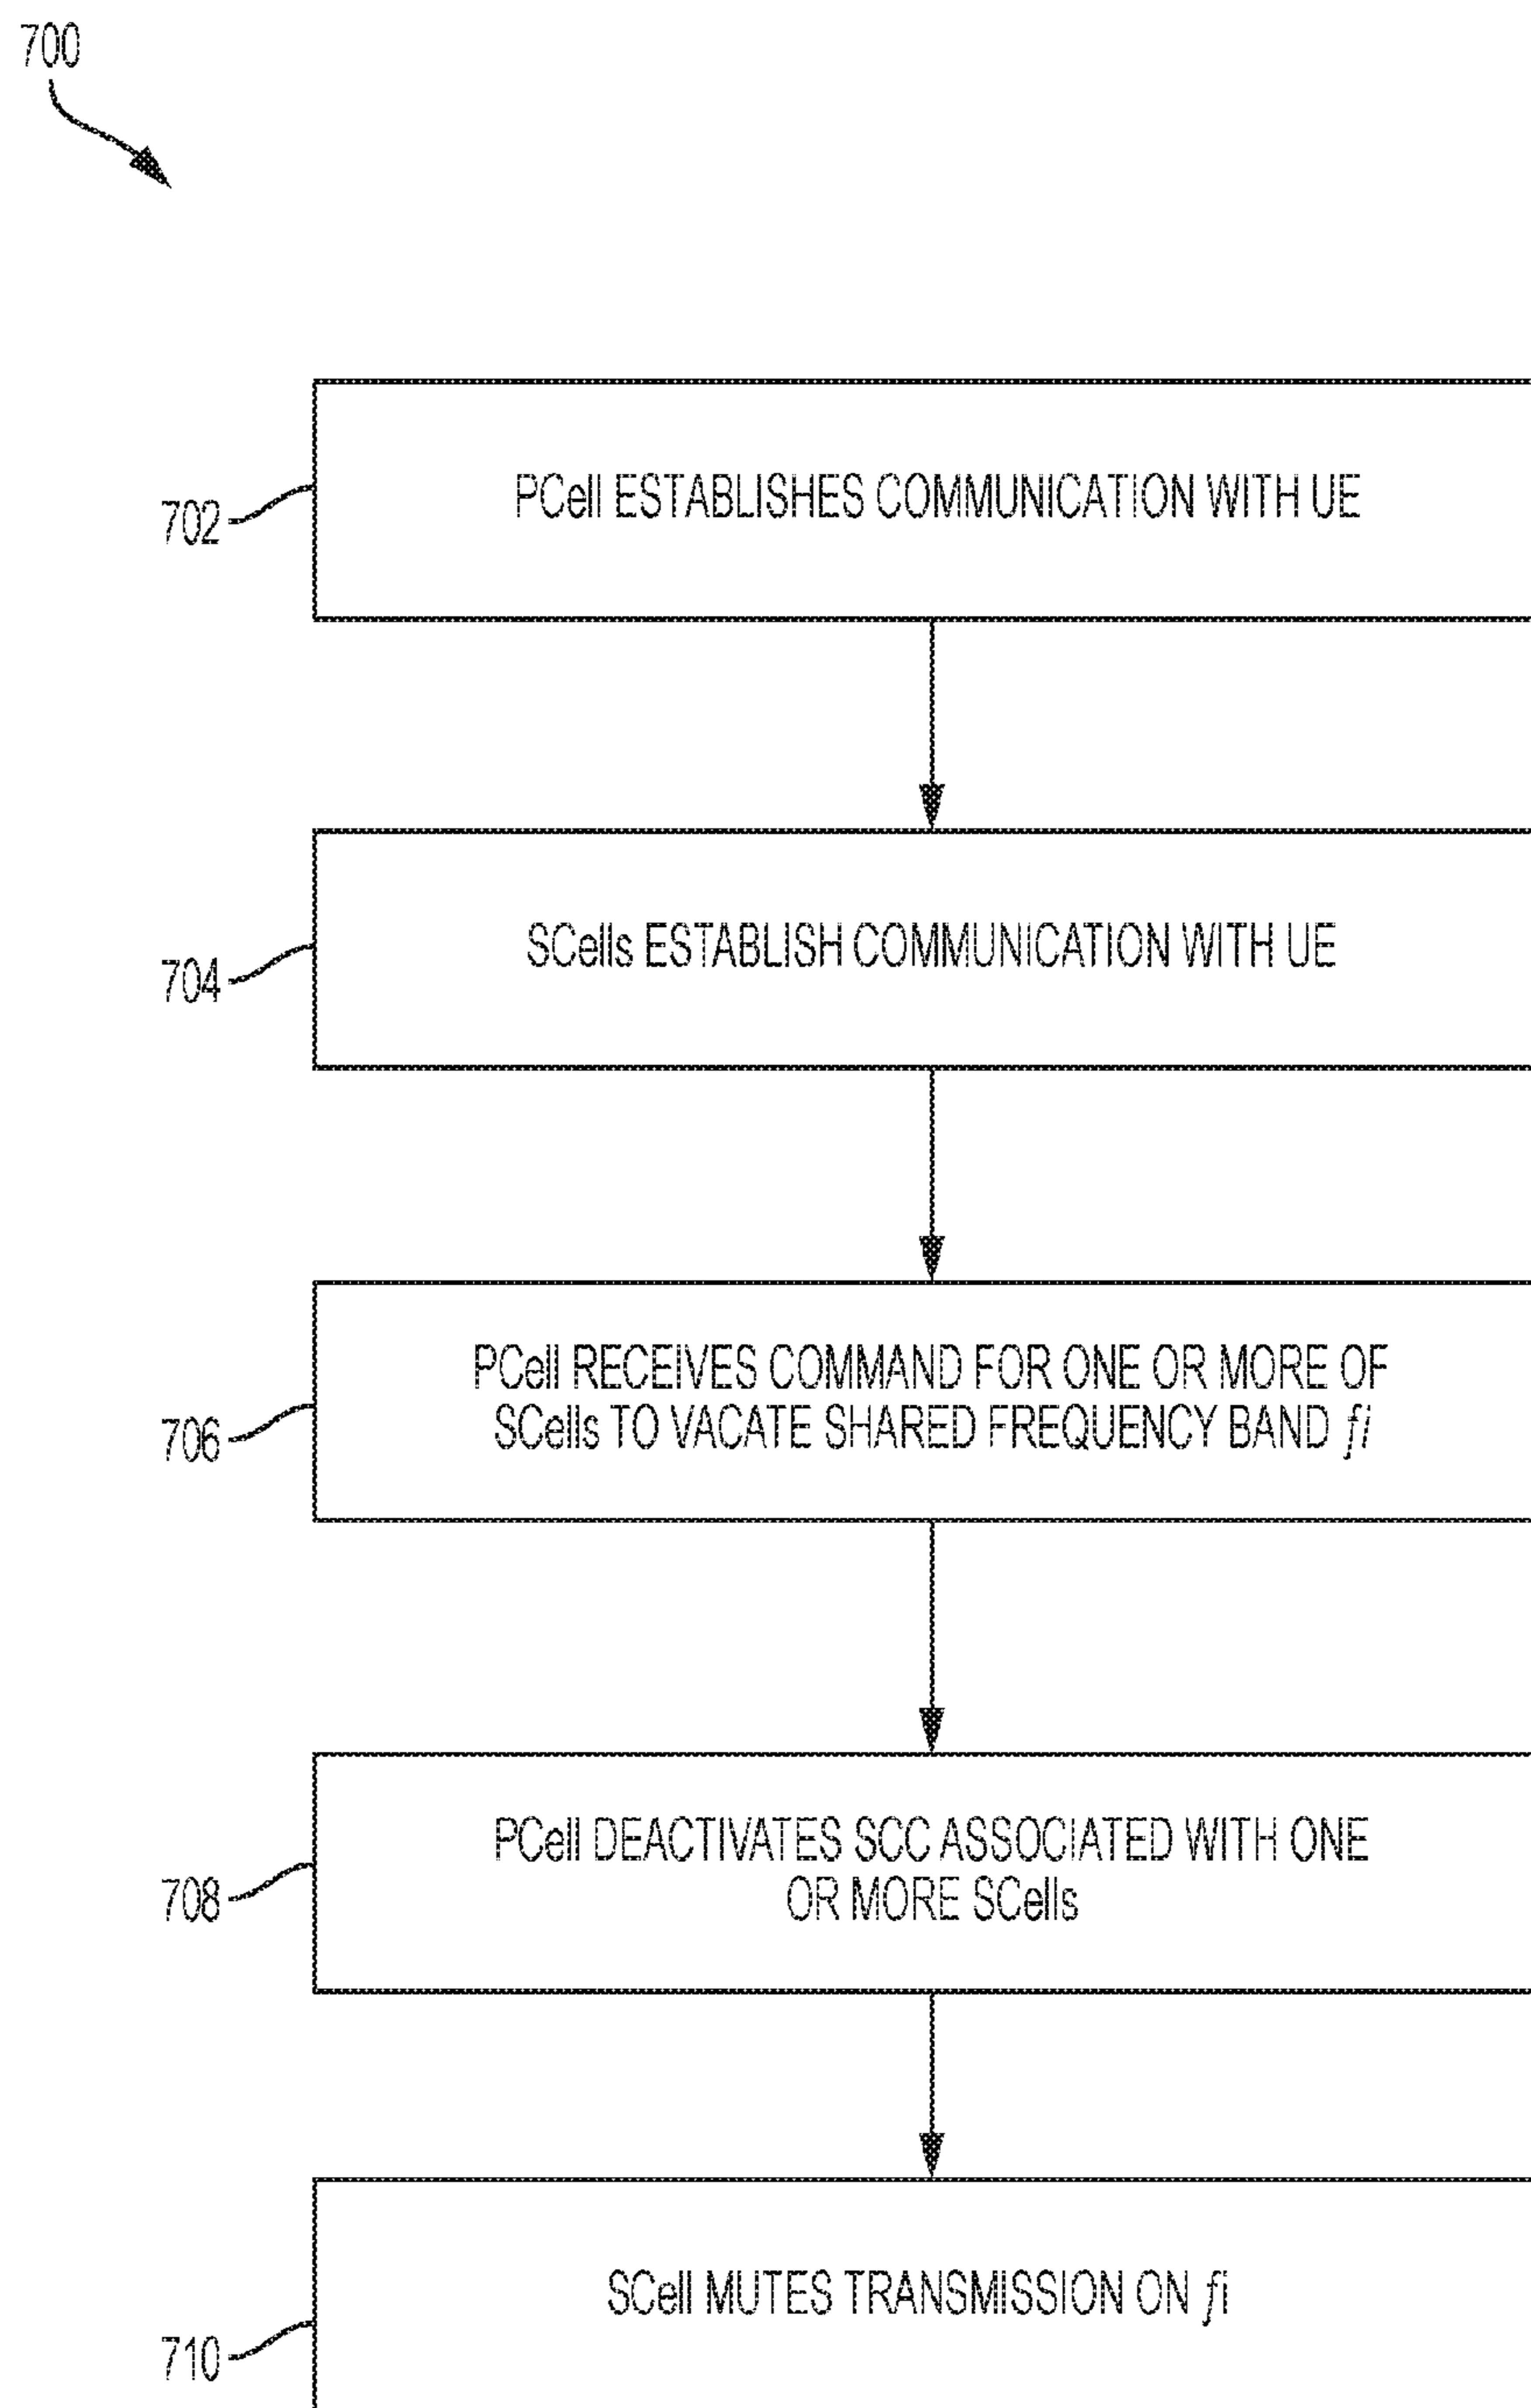 700
702
PCell ESTABLISHES COMMUNICATION WITH UE
704
SCells ESTABLISH COMMUNICATION WITH UE
706
PCell RECEIVES COMMAND FOR ONE OR MORE OF
SCells TO VACATE SHARED FREQUENCY BAND ƒi
708
PCell DEACTIVATES SCC ASSOCIATED WITH ONE
OR MORE SCells
710
SCell MUTES TRANSMISSION ON ƒi